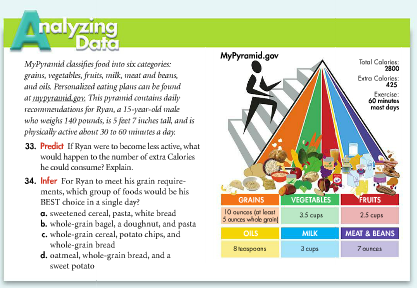 Analyzing
Data
MyPyramid classifies food into six categories:
grains, vegetables, fruits, milk, meat and beans,
and oils. Personalized eating plans can be found
at mypyramid.gov. This pyramid contains daily
recommendations for Ryan, a 15-year-old male
who weighs 140 pounds, is 5 feet 7 inches tall, and is
physically active about 30 to 60 minutes a day.
33. Predict If Ryan were to become less active, what
would happen to the number of extra Calories
he could consume? Explain.
34. Infer For Ryan to meet his grain require-
ments, which group of foods would be his
BEST choice in a single day?
a. sweetened cereal, pasta, white bread
b. whole-grain bagel, a doughnut, and pasta
c. whole-grain cereal, potato chips, and
whole-grain bread
d. oatmeal, whole-grain bread, and a
sweet potato
MyPyramid.gov
Total Calories:
2800
Extra Calories:
425
Exercise:
60 minutes
most days
GRAINS VEGETABLES FRUITS
10 ounces (at least
5 ounces whole grain) 3.5 cups 2.5 cups
OILS MILK MEAT & BEANS
8 teaspoons 3 cups 7 ounces